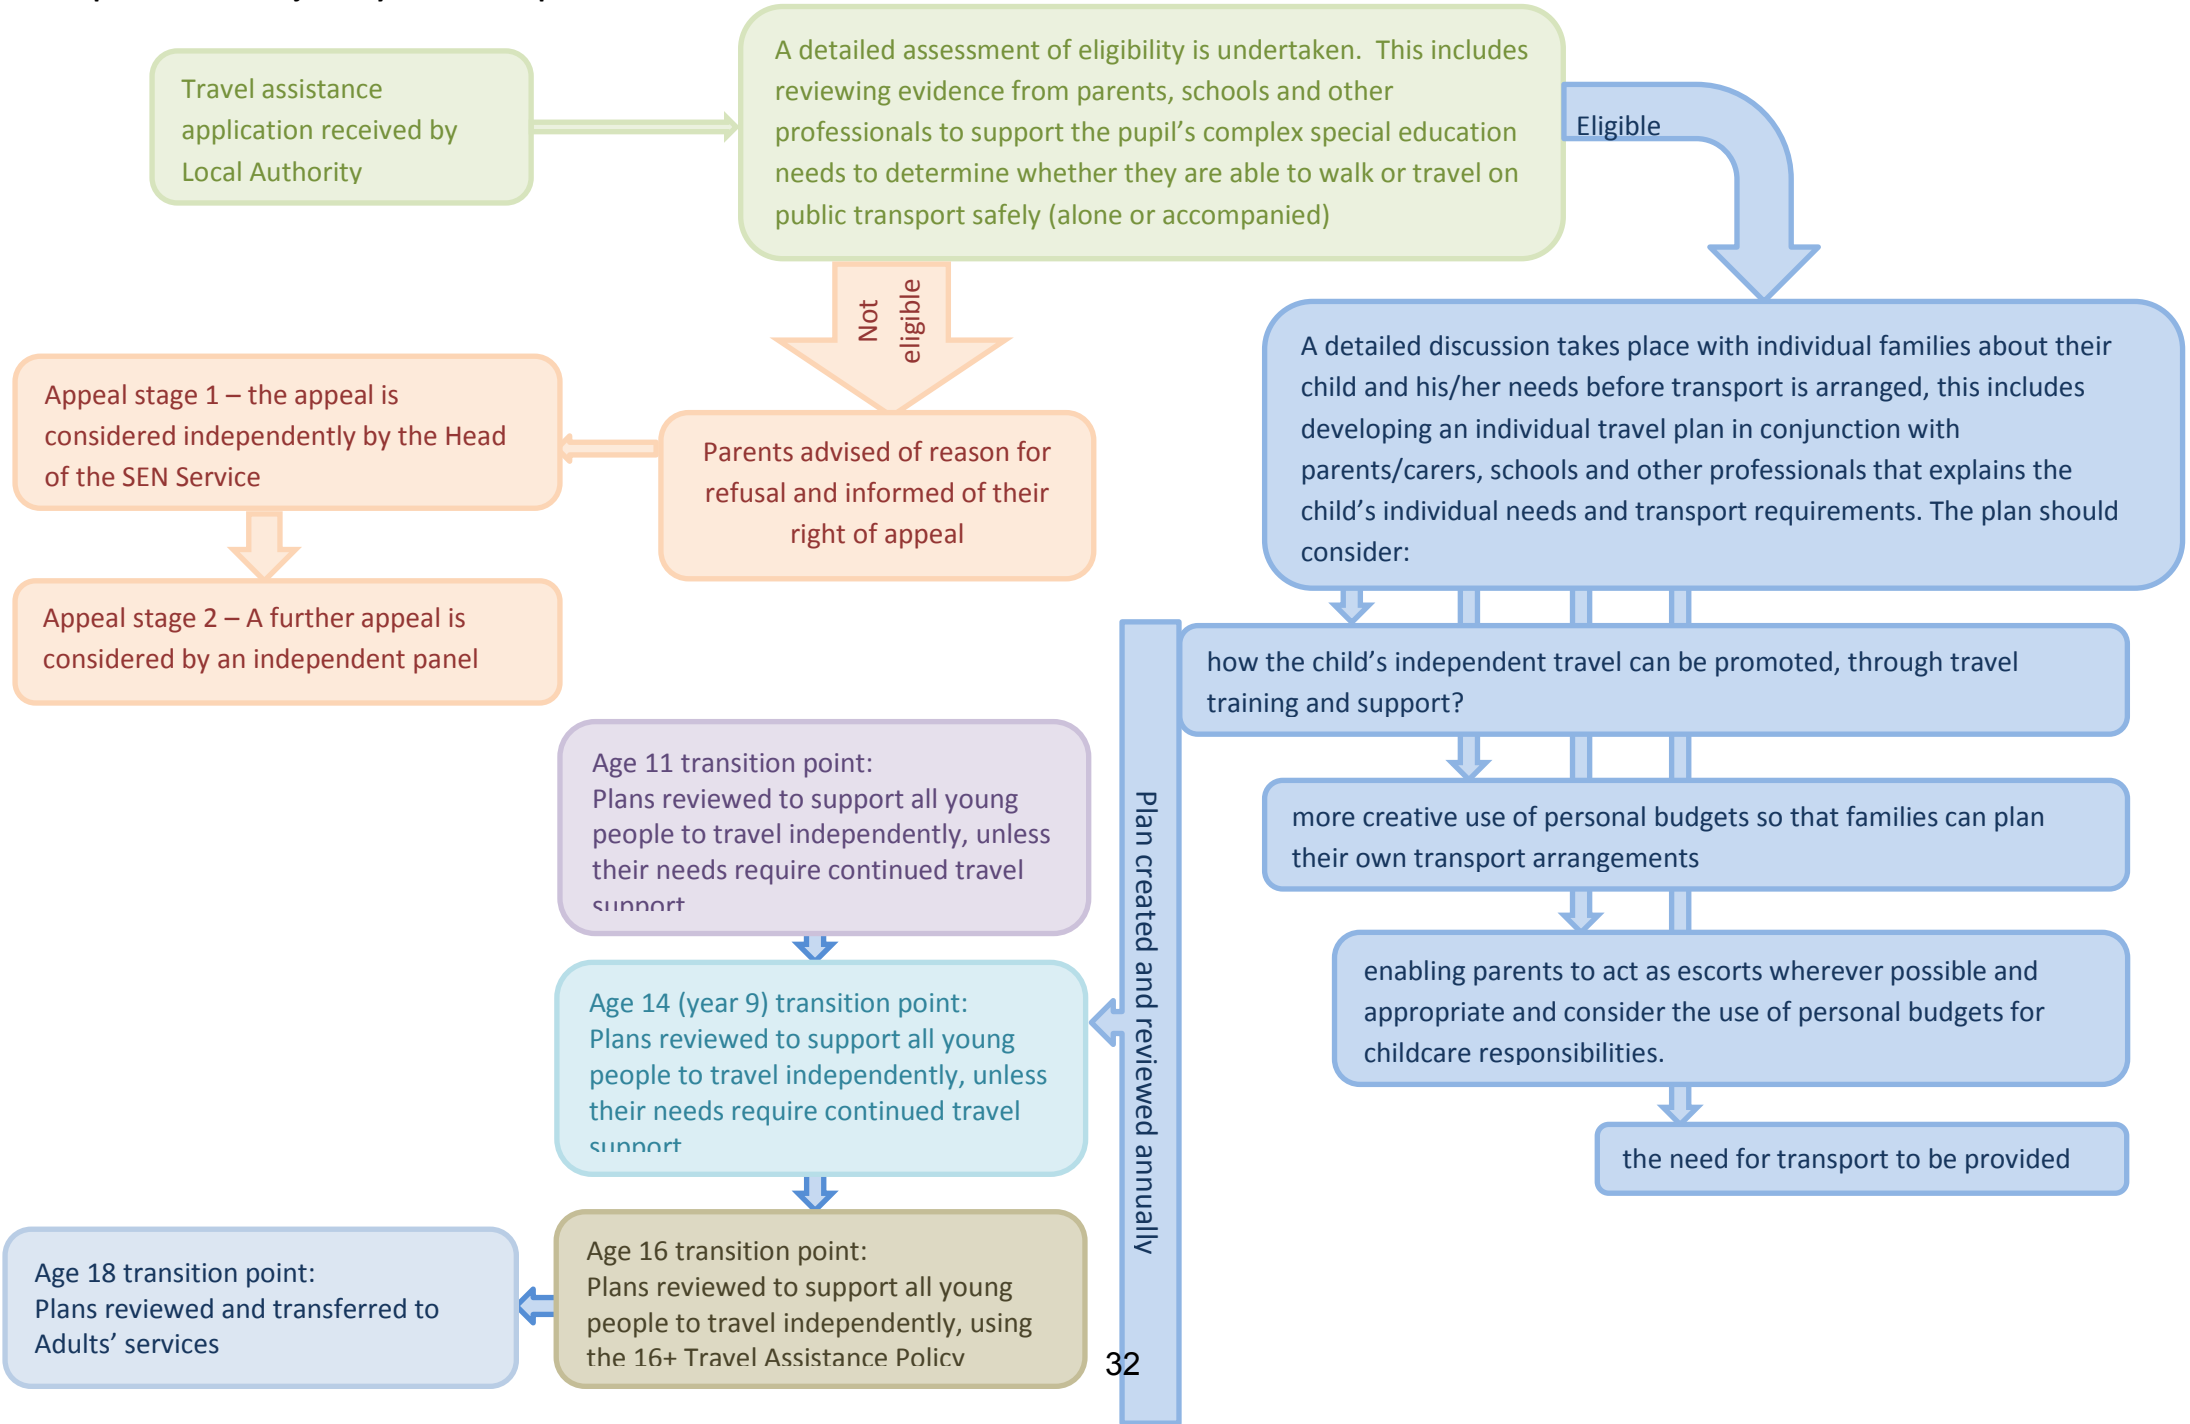 Travel assistance
application received by
Local Authority
A detailed assessment of eligibility is undertaken.  This includes
reviewing evidence from parents, schools and other
professionals to support the pupil’s complex special education
needs to determine whether they are able to walk or travel on
public transport safely (alone or accompanied)
Eligible
Not
eligible
A detailed discussion takes place with individual families about their
child and his/her needs before transport is arranged, this includes
developing an individual travel plan in conjunction with
parents/carers, schools and other professionals that explains the
child’s individual needs and transport requirements. The plan should
consider:
Appeal stage 1 – the appeal is
considered independently by the Head
of the SEN Service
Parents advised of reason for
refusal and informed of their
right of appeal
Appeal stage 2 – A further appeal is
considered by an independent panel
how the child’s independent travel can be promoted, through travel
training and support?
more creative use of personal budgets so that families can plan
their own transport arrangements
enabling parents to act as escorts wherever possible and
appropriate and consider the use of personal budgets for
childcare responsibilities.
the need for transport to be provided
Plan created and reviewed annually
Age 11 transition point:
Plans reviewed to support all young
people to travel independently, unless
their needs require continued travel
support
Age 14 (year 9) transition point:
Plans reviewed to support all young
people to travel independently, unless
their needs require continued travel
support
Age 16 transition point:
Plans reviewed to support all young
people to travel independently, using
the 16+ Travel Assistance Policy
Age 18 transition point:
Plans reviewed and transferred to
Adults’ services
32